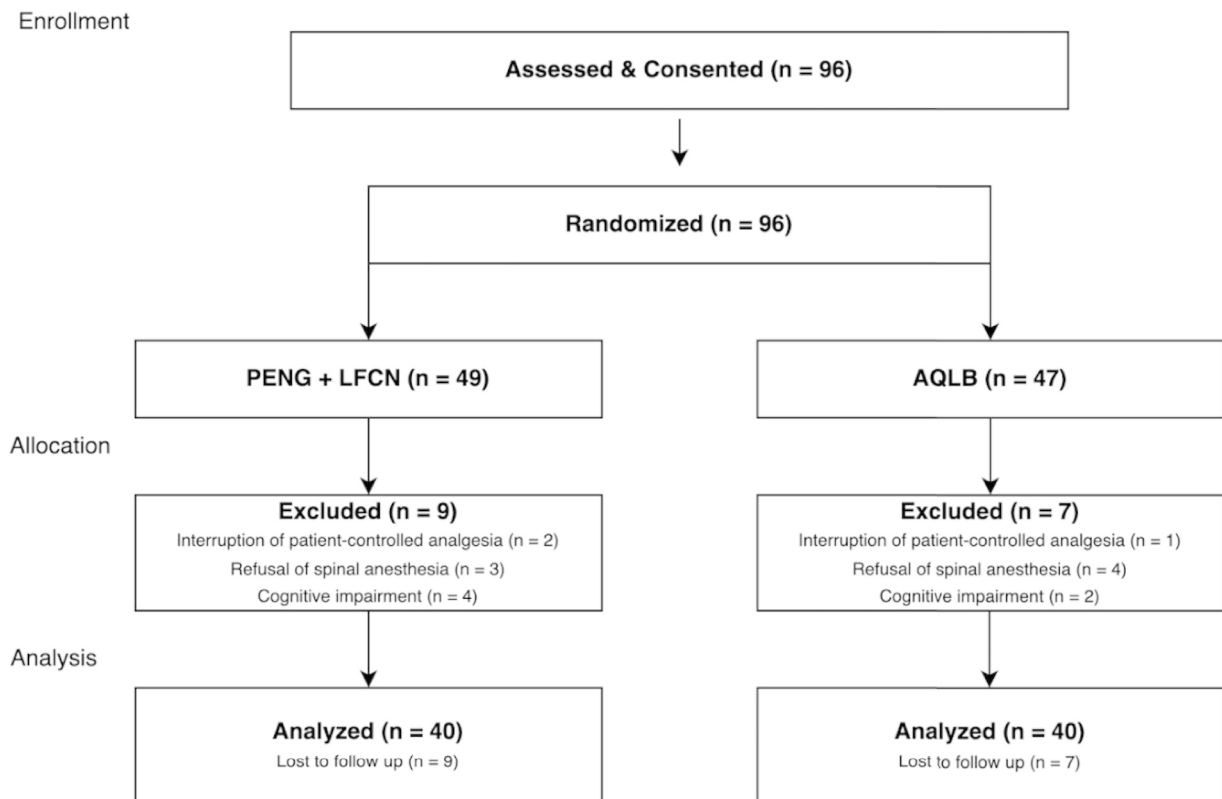 Enrollment
Assessed & Consented (n = 96)
Randomized (n = 96)
PENG + LFCN (n = 49)
AQLB (n = 47)
Allocation
Excluded (n = 9)
Interruption of patient-controlled analgesia (n = 2)
Refusal of spinal anesthesia (n = 3)
Cognitive impairment (n = 4)
Excluded (n = 7)
Interruption of patient-controlled analgesia (n = 1)
Refusal of spinal anesthesia (n = 4)
Cognitive impairment (n = 2)
Analysis
Analyzed (n = 40)
Lost to follow up (n = 9)
Analyzed (n = 40)
Lost to follow up (n = 7)